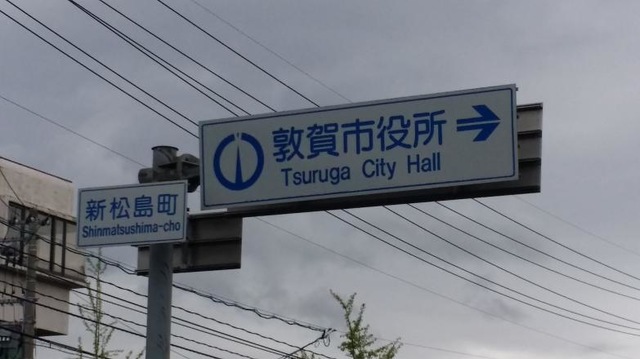 敦賀市役所
Tsuruga City Hall
新松島町
Shinmatsushima-cho